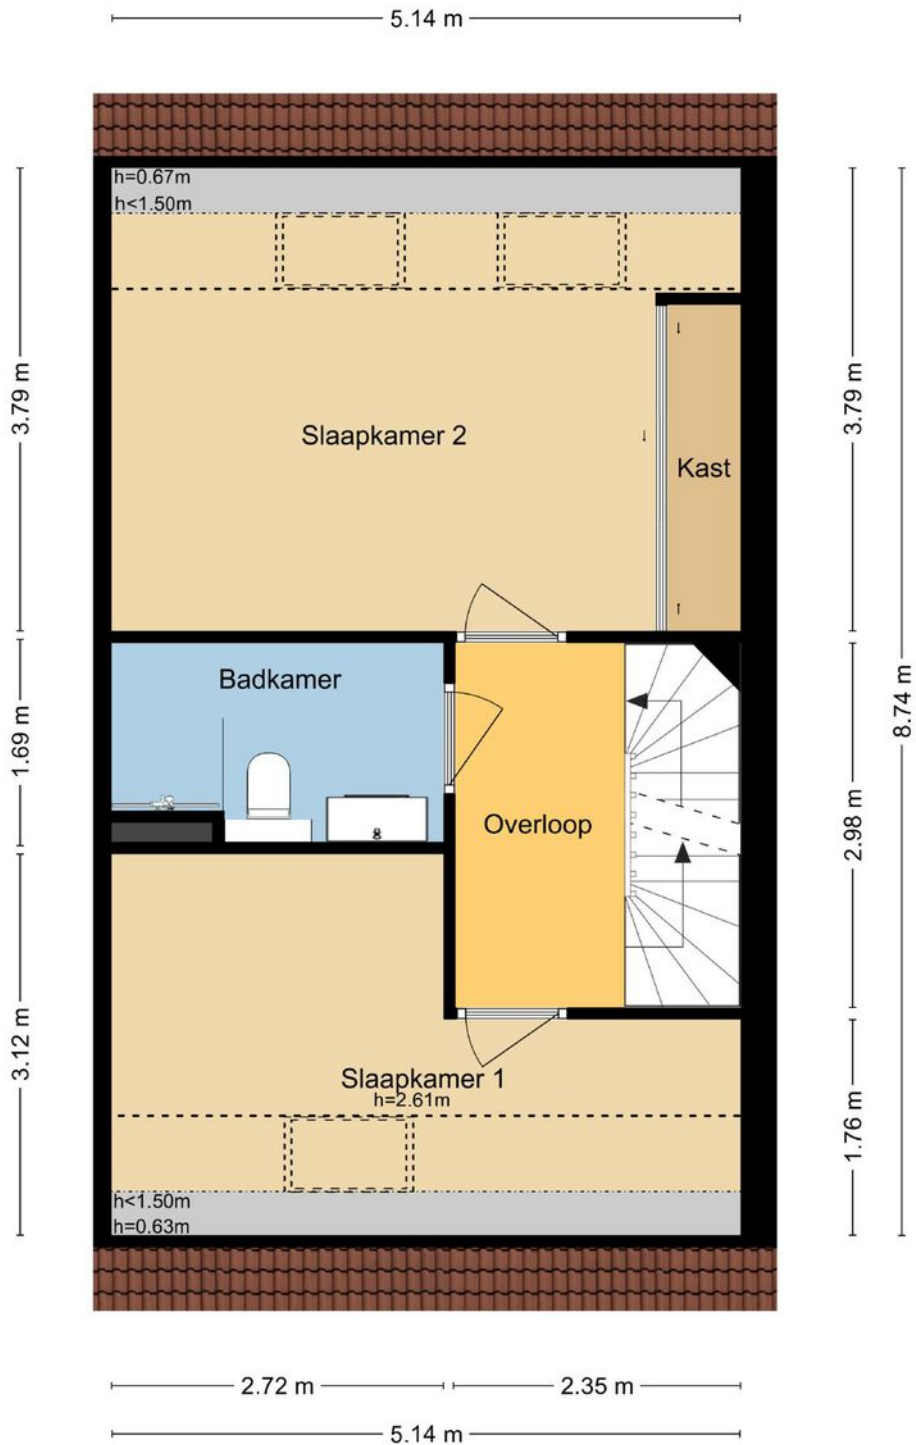 5.14 m
h=0.67m
h<1.50m
3.79 m
3.79 m
Slaapkamer 2
Kast
Badkamer
1.69 m
8.74 m
Overloop
2.98 m
3.12 m
Slaapkamer 1
h=2.61m
1.76 m
h<1.50m
h=0.63m
2.72 m
2.35 m
5.14 m